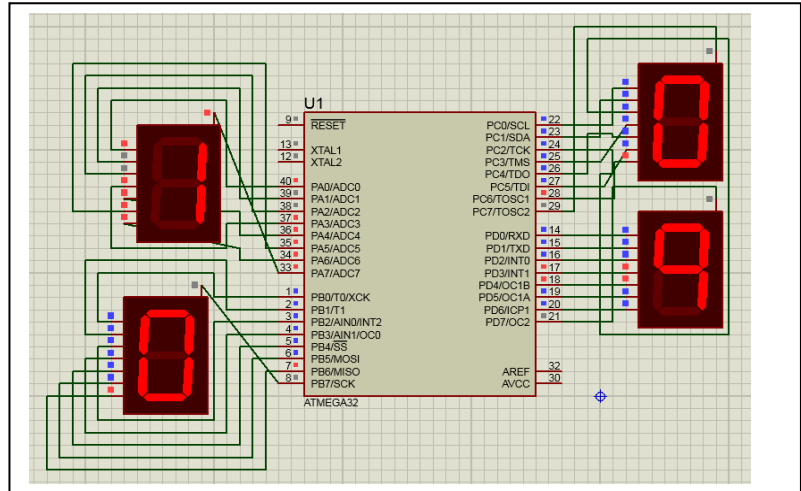 U1
9 RESET
13 XTAL1
12 XTAL2
40 PA0/ADC0
39 PA1/ADC1
38 PA2/ADC2
37 PA3/ADC3
36 PA4/ADC4
35 PA5/ADC5
34 PA6/ADC6
33 PA7/ADC7
1 PB0/T0/XCK
2 PB1/T1
3 PB2/AIN0/INT2
4 PB3/AIN1/OC0
5 PB4/SS
6 PB5/MOSI
7 PB6/MISO
8 PB7/SCK
PC0/SCL 22
PC1/SDA 23
PC2/TCK 24
PC3/TMS 25
PC4/TDO 26
PC5/TDI 27
PC6/TOSC1 28
PC7/TOSC2 29
PD0/RXD 14
PD1/TXD 15
PD2/INT0 16
PD3/INT1 17
PD4/OC1B 18
PD5/OC1A 19
PD6/ICP1 20
PD7/OC2 21
AREF 32
AVCC 30
ATMEGA32
1
0
0
9